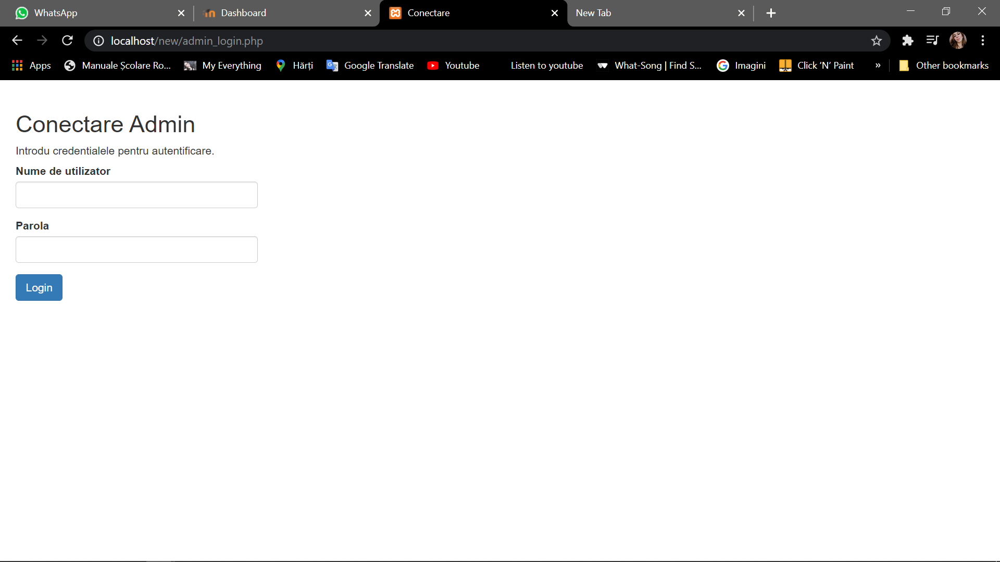 WhatsApp
Dashboard
Conectare
New Tab
localhost/new/admin_login.php
Apps
Manuale Școlare Ro...
My Everything
Hărți
Google Translate
Youtube
Listen to youtube
What-Song | Find S...
Imagini
Click ‘N’ Paint
»
Other bookmarks
Conectare Admin
Introdu credentialele pentru autentificare.
Nume de utilizator
Parola
Login